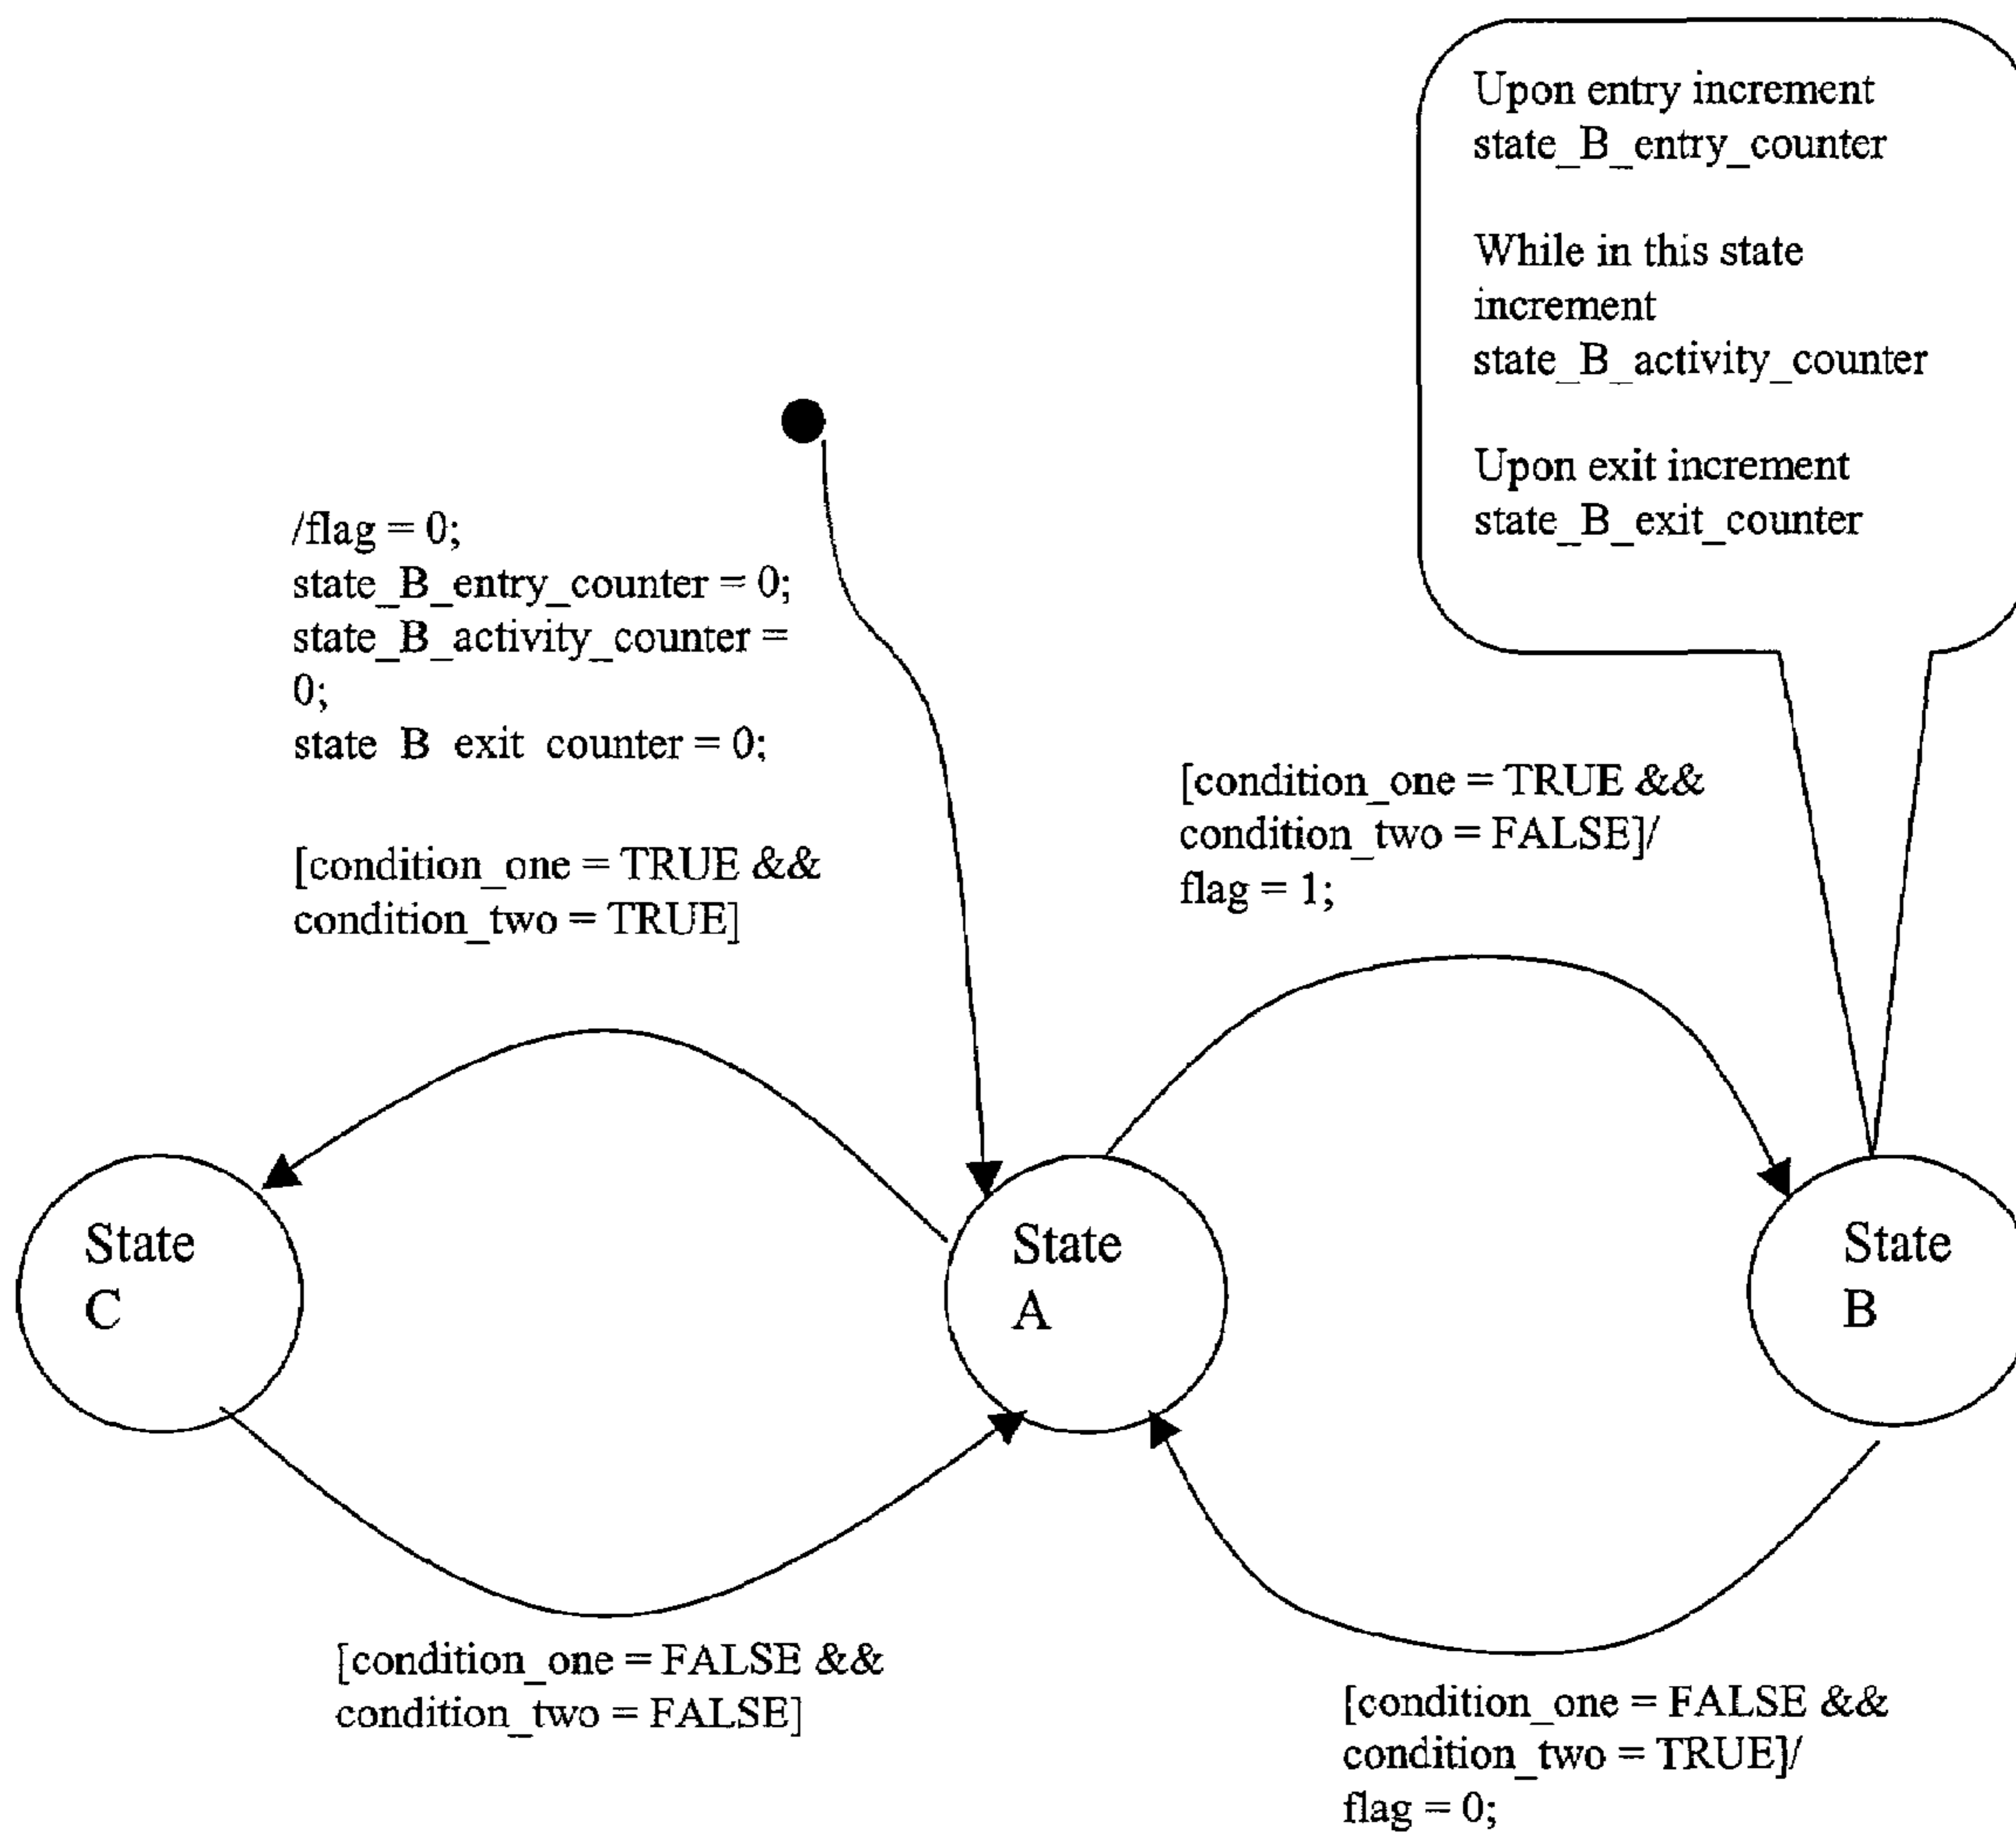 Upon entry increment
state_B_entry_counter
While in this state
increment
state_B_activity_counter
Upon exit increment
state_B_exit_counter
/flag = 0;
state_B_entry_counter = 0;
state_B_activity_counter =
0;
state B exit counter = 0;
[condition_one = TRUE &&
condition_two = TRUE]
[condition_one = TRUE &&
condition_two = FALSE]/
flag = 1;
State
C
State
A
State
B
[condition_one = FALSE &&
condition_two = FALSE]
[condition_one = FALSE &&
condition_two = TRUE]/
flag = 0;